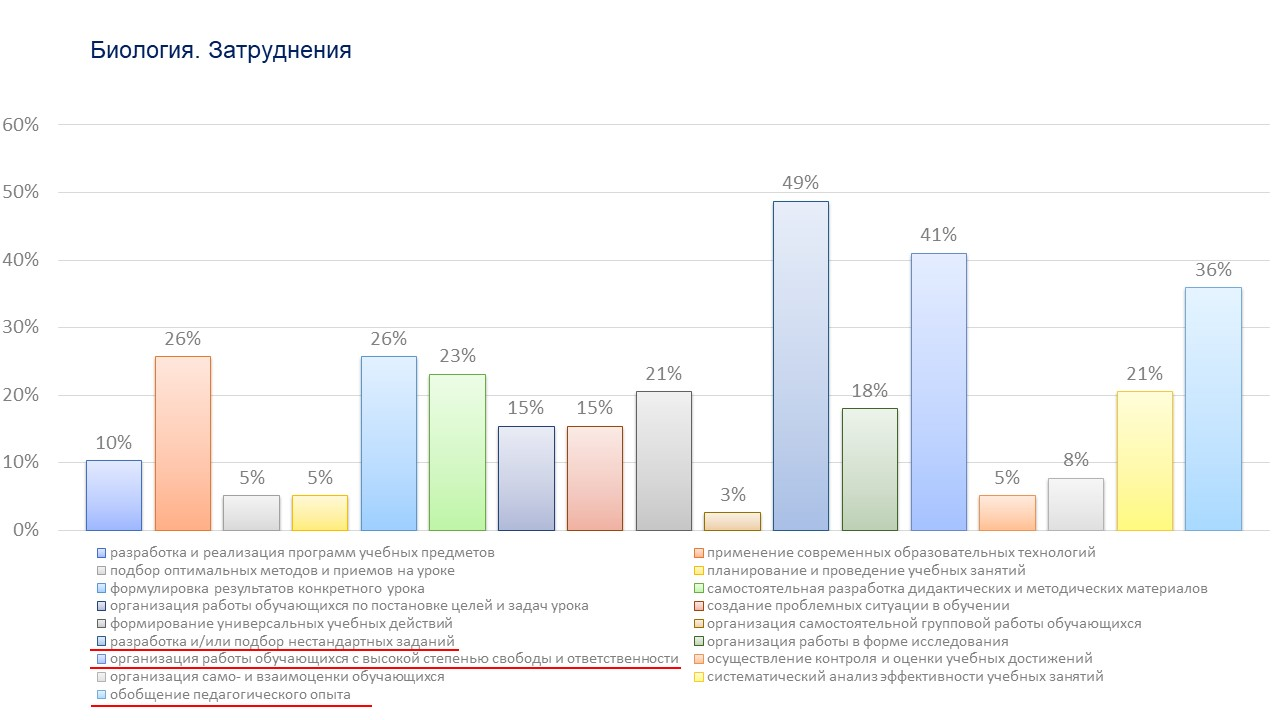 Биология. Затруднения
60%
50%
40%
30%
20%
10%
0%
10%
26%
5%
5%
26%
23%
15%
15%
21%
3%
49%
18%
41%
5%
8%
21%
36%
разработка и реализация программ учебных предметов
применение современных образовательных технологий
подбор оптимальных методов и приемов на уроке
планирование и проведение учебных занятий
формулировка результатов конкретного урока
самостоятельная разработка дидактических и методических материалов
организация работы обучающихся по постановке целей и задач урока
создание проблемных ситуации в обучении
формирование универсальных учебных действий
организация самостоятельной групповой работы обучающихся
разработка и/или подбор нестандартных заданий
организация работы в форме исследования
организация работы обучающихся с высокой степенью свободы и ответственности
осуществление контроля и оценки учебных достижений
организация само- и взаимоценки обучающихся
систематический анализ эффективности учебных занятий
обобщение педагогического опыта